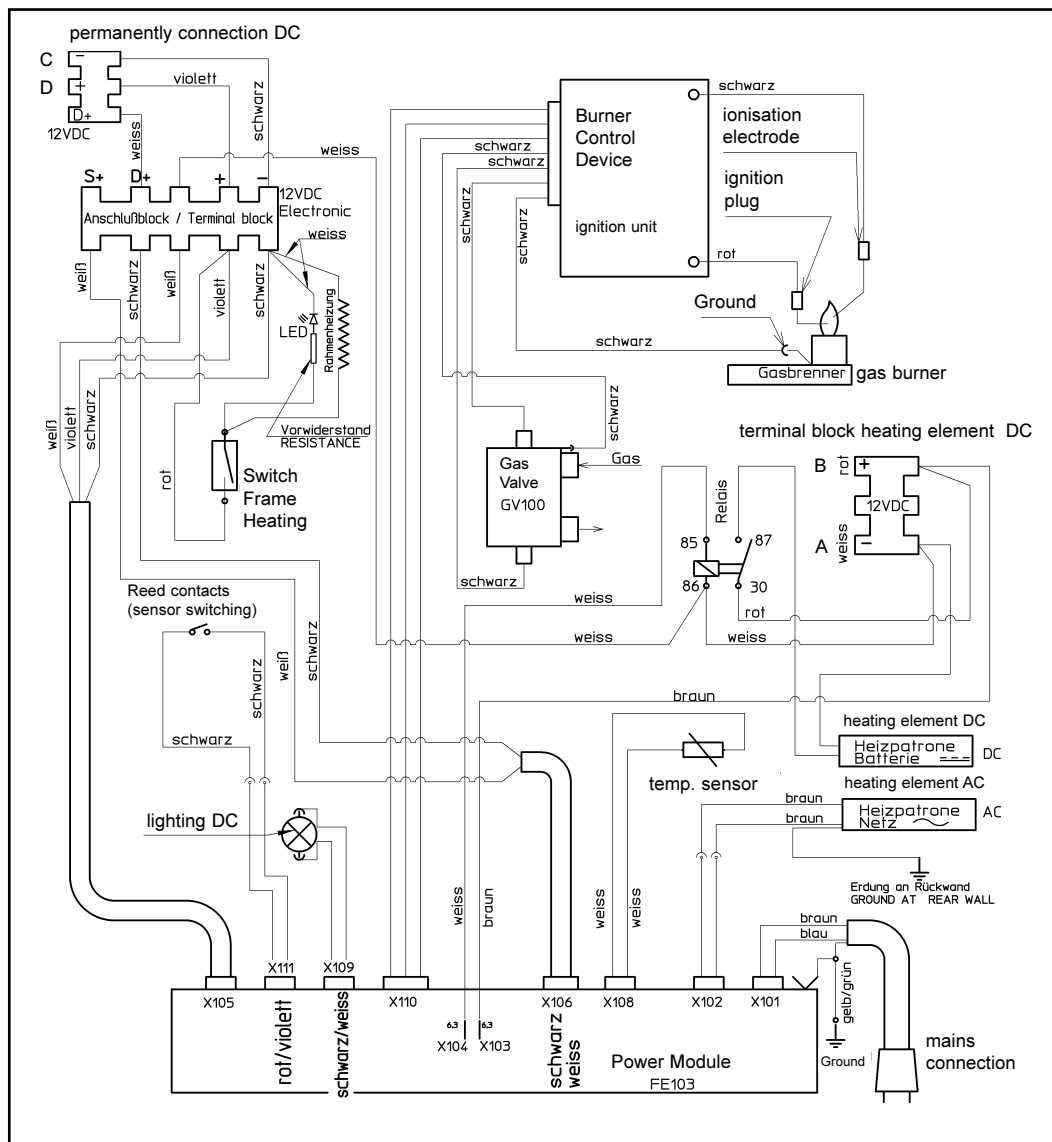 permanently connection DC
C
−
D
+
D+
12VDC
violett
schwarz
weiss
weiss
S+
D+
+
−
12VDC
Electronic
Anschlußblock / Terminal block
weiss
weiß
schwarz
weiß
violett
schwarz
LED
Rahmenheizung
Vorwiderstand
RESISTANCE
weiß
violett
schwarz
rot
Switch
Frame
Heating
Burner
Control
Device
ignition unit
schwarz
ionisation
electrode
ignition
plug
rot
Ground
schwarz
schwarz
schwarz
schwarz
schwarz
Gasbrenner
gas burner
schwarz
Gas
Gas
Valve
GV100
schwarz
terminal block heating element DC
B
rot
+
12VDC
A
weiss
−
Relais
85
87
86
30
rot
weiss
weiss
weiss
braun
Reed contacts
(sensor switching)
schwarz
weiß
schwarz
schwarz
lighting DC
temp. sensor
heating element DC
Heizpatrone
Batterie
DC
heating element AC
Heizpatrone
Netz
AC
braun
braun
Erdung an Rückwand
GROUND AT REAR WALL
braun
blau
gelb/grün
Ground
mains
connection
weiss
braun
weiss
weiss
X105
X111
rot/violett
X109
schwarz/weiss
X110
6,3
X104
6,3
X103
X106
schwarz
weiss
X108
X102
X101
Power Module
FE103